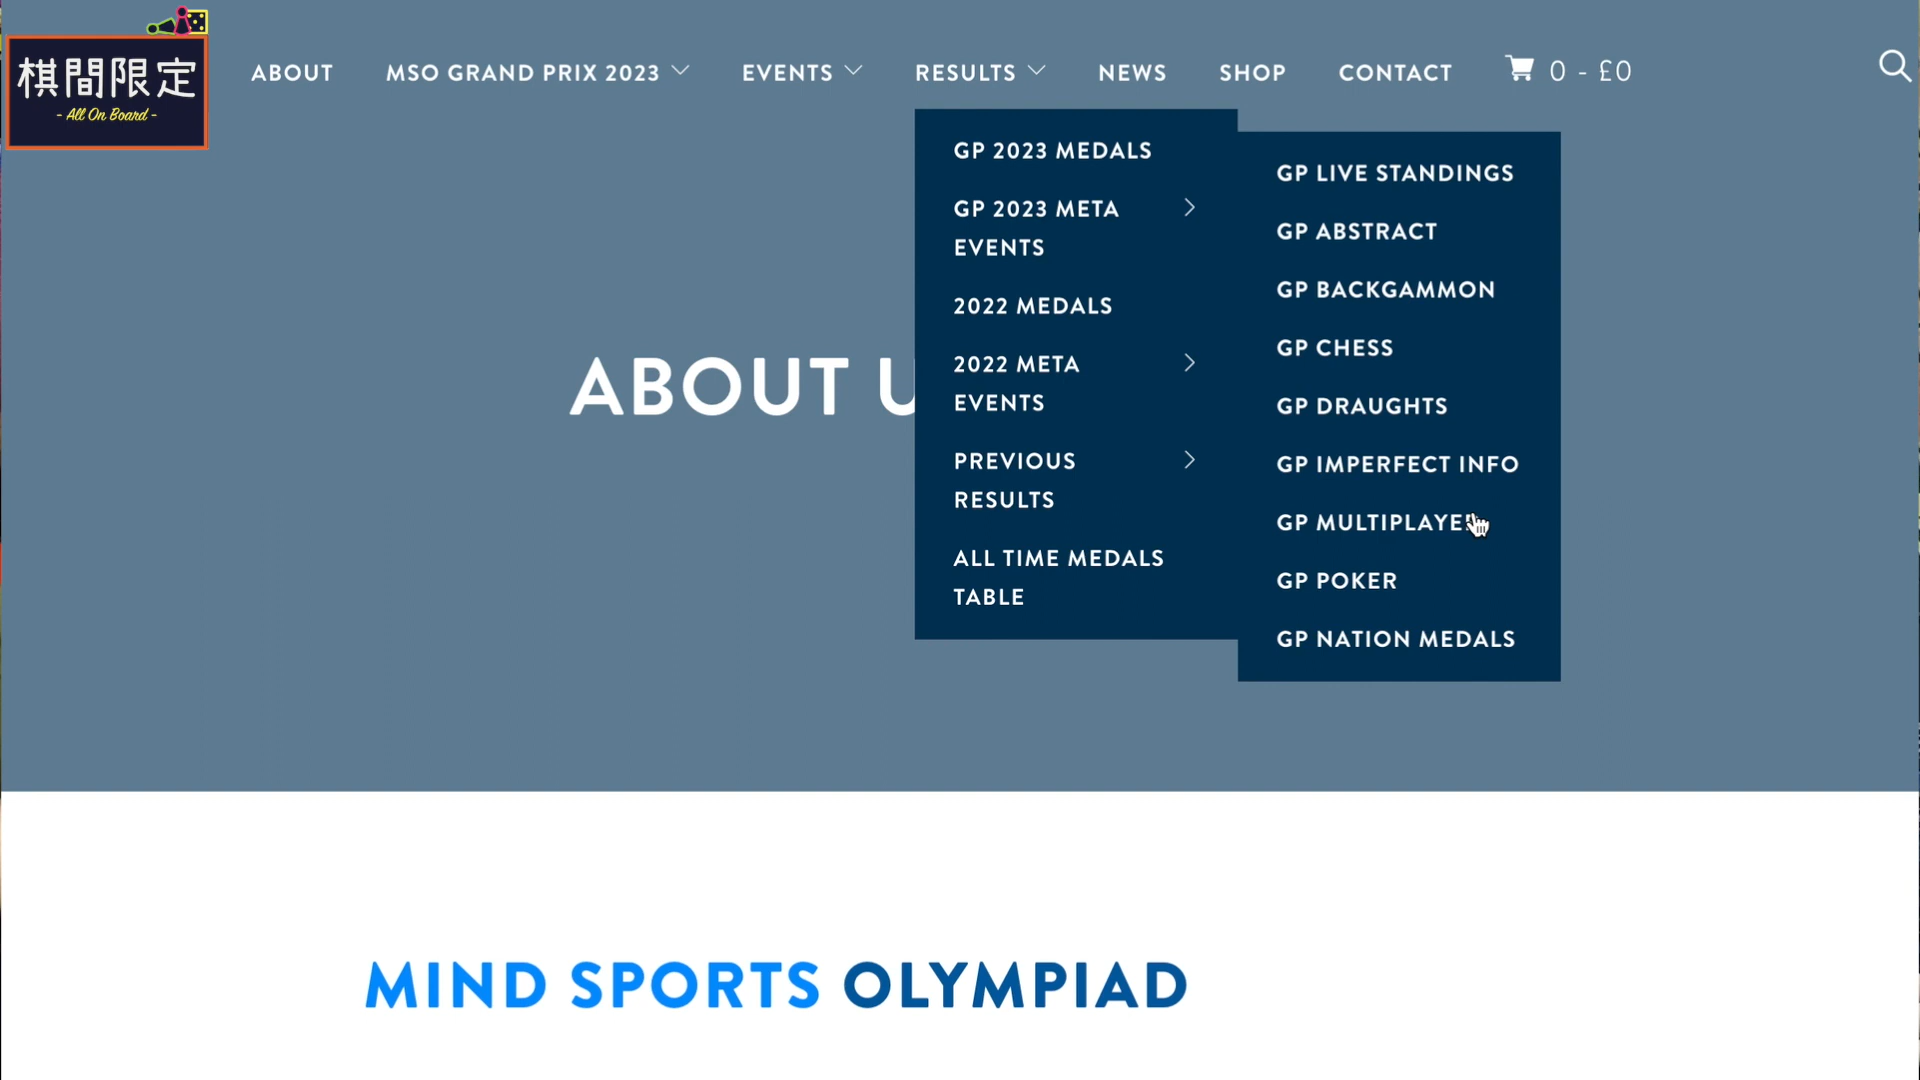 棋間限定
- All On Board -
ABOUT
MSO GRAND PRIX 2023
EVENTS
RESULTS
NEWS
SHOP
CONTACT
0 - £0
GP 2023 MEDALS
GP 2023 META
EVENTS
2022 MEDALS
2022 META
EVENTS
PREVIOUS
RESULTS
ALL TIME MEDALS
TABLE
GP LIVE STANDINGS
GP ABSTRACT
GP BACKGAMMON
GP CHESS
GP DRAUGHTS
GP IMPERFECT INFO
GP MULTIPLAYER
GP POKER
GP NATION MEDALS
ABOUT U
MIND SPORTS OLYMPIAD